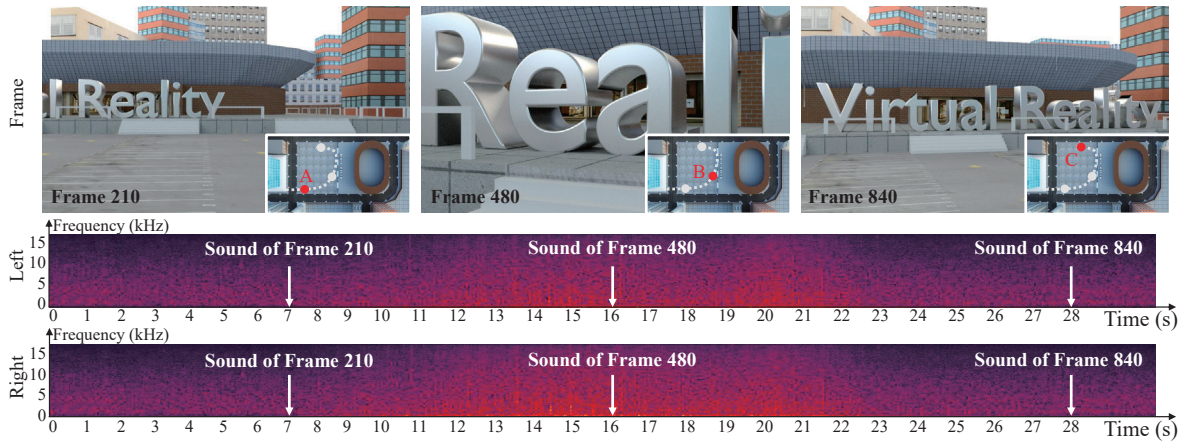 Frame
l Reality
Frame 210
A
Reali
Frame 480
B
Virtual Reality
Frame 840
C
Left
Frequency (kHz)
15
10
5
0
Sound of Frame 210
Sound of Frame 480
Sound of Frame 840
0 1 2 3 4 5 6 7 8 9 10 11 12 13 14 15 16 17 18 19 20 21 22 23 24 25 26 27 28 Time (s)
Right
Frequency (kHz)
15
10
5
0
Sound of Frame 210
Sound of Frame 480
Sound of Frame 840
0 1 2 3 4 5 6 7 8 9 10 11 12 13 14 15 16 17 18 19 20 21 22 23 24 25 26 27 28 Time (s)